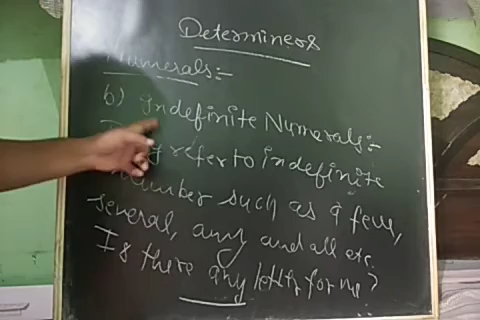 Determiners
Numerals:-
b) Indefinite Numerals:-
They refer to indefinite
number such as a few,
several, any and all etc.
Is there any letter for me?